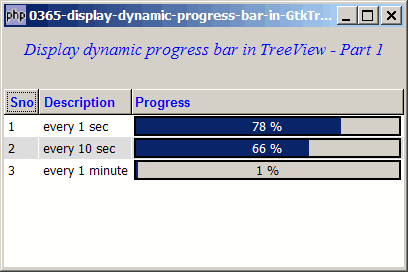 php 0365-display-dynamic-progress-bar-in-GtkTr...
Display dynamic progress bar in TreeView - Part 1
Sno Description Progress
1 every 1 sec 78 %
2 every 10 sec 66 %
3 every 1 minute 1 %